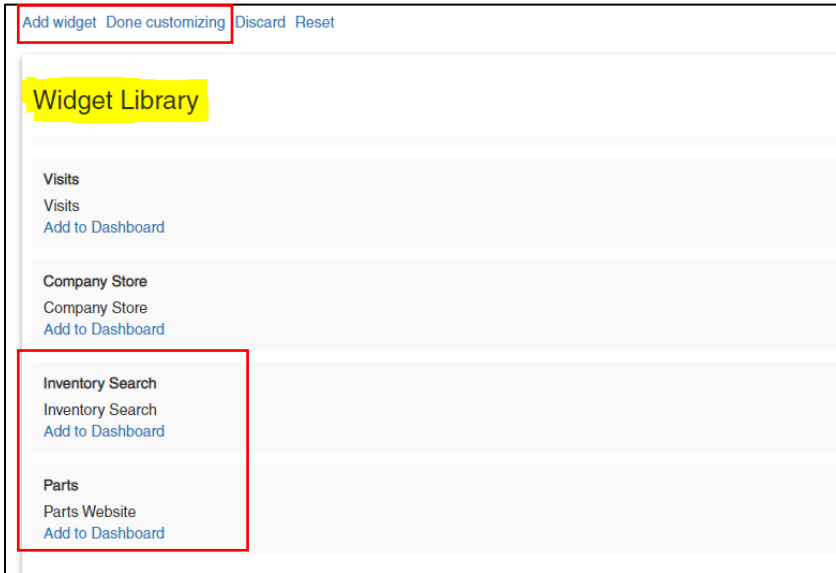 Add widget Done customizing Discard Reset
Widget Library
Visits
Visits
Add to Dashboard
Company Store
Company Store
Add to Dashboard
Inventory Search
Inventory Search
Add to Dashboard
Parts
Parts Website
Add to Dashboard